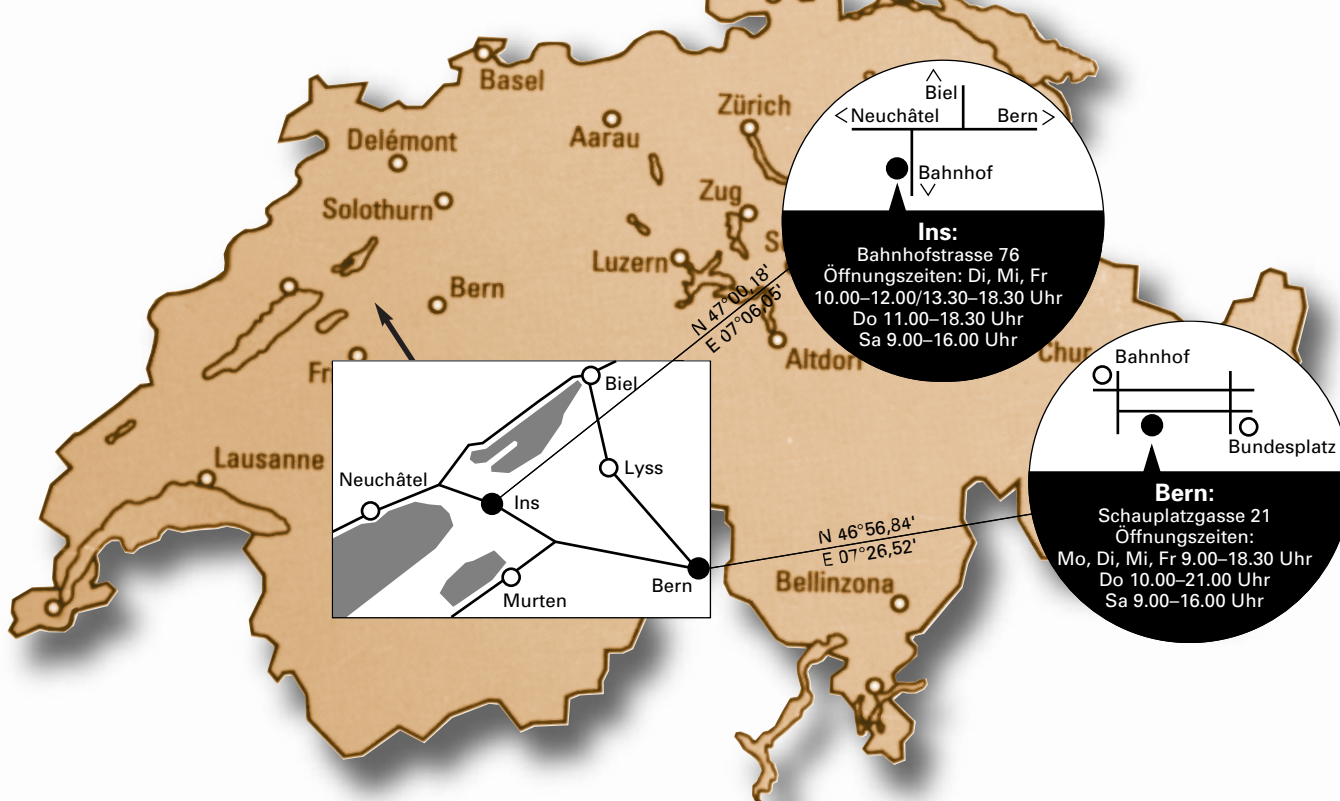 Basel
Delémont
Aarau
Zürich
Solothurn
Zug
Luzern
Bern
Altdorf
Chur
Lausanne
Bellinzona
Biel
Neuchâtel
Bern
Bahnhof
Ins:
Bahnhofstrasse 76
Öffnungszeiten: Di, Mi, Fr
10.00–12.00/13.30–18.30 Uhr
Do 11.00–18.30 Uhr
Sa 9.00–16.00 Uhr
N 47°00,18'
E 07°06,05'
Biel
Lyss
Neuchâtel
Ins
Bern
Murten
N 46°56,84'
E 07°26,52'
Bahnhof
Bundesplatz
Bern:
Schauplatzgasse 21
Öffnungszeiten:
Mo, Di, Mi, Fr 9.00–18.30 Uhr
Do 10.00–21.00 Uhr
Sa 9.00–16.00 Uhr